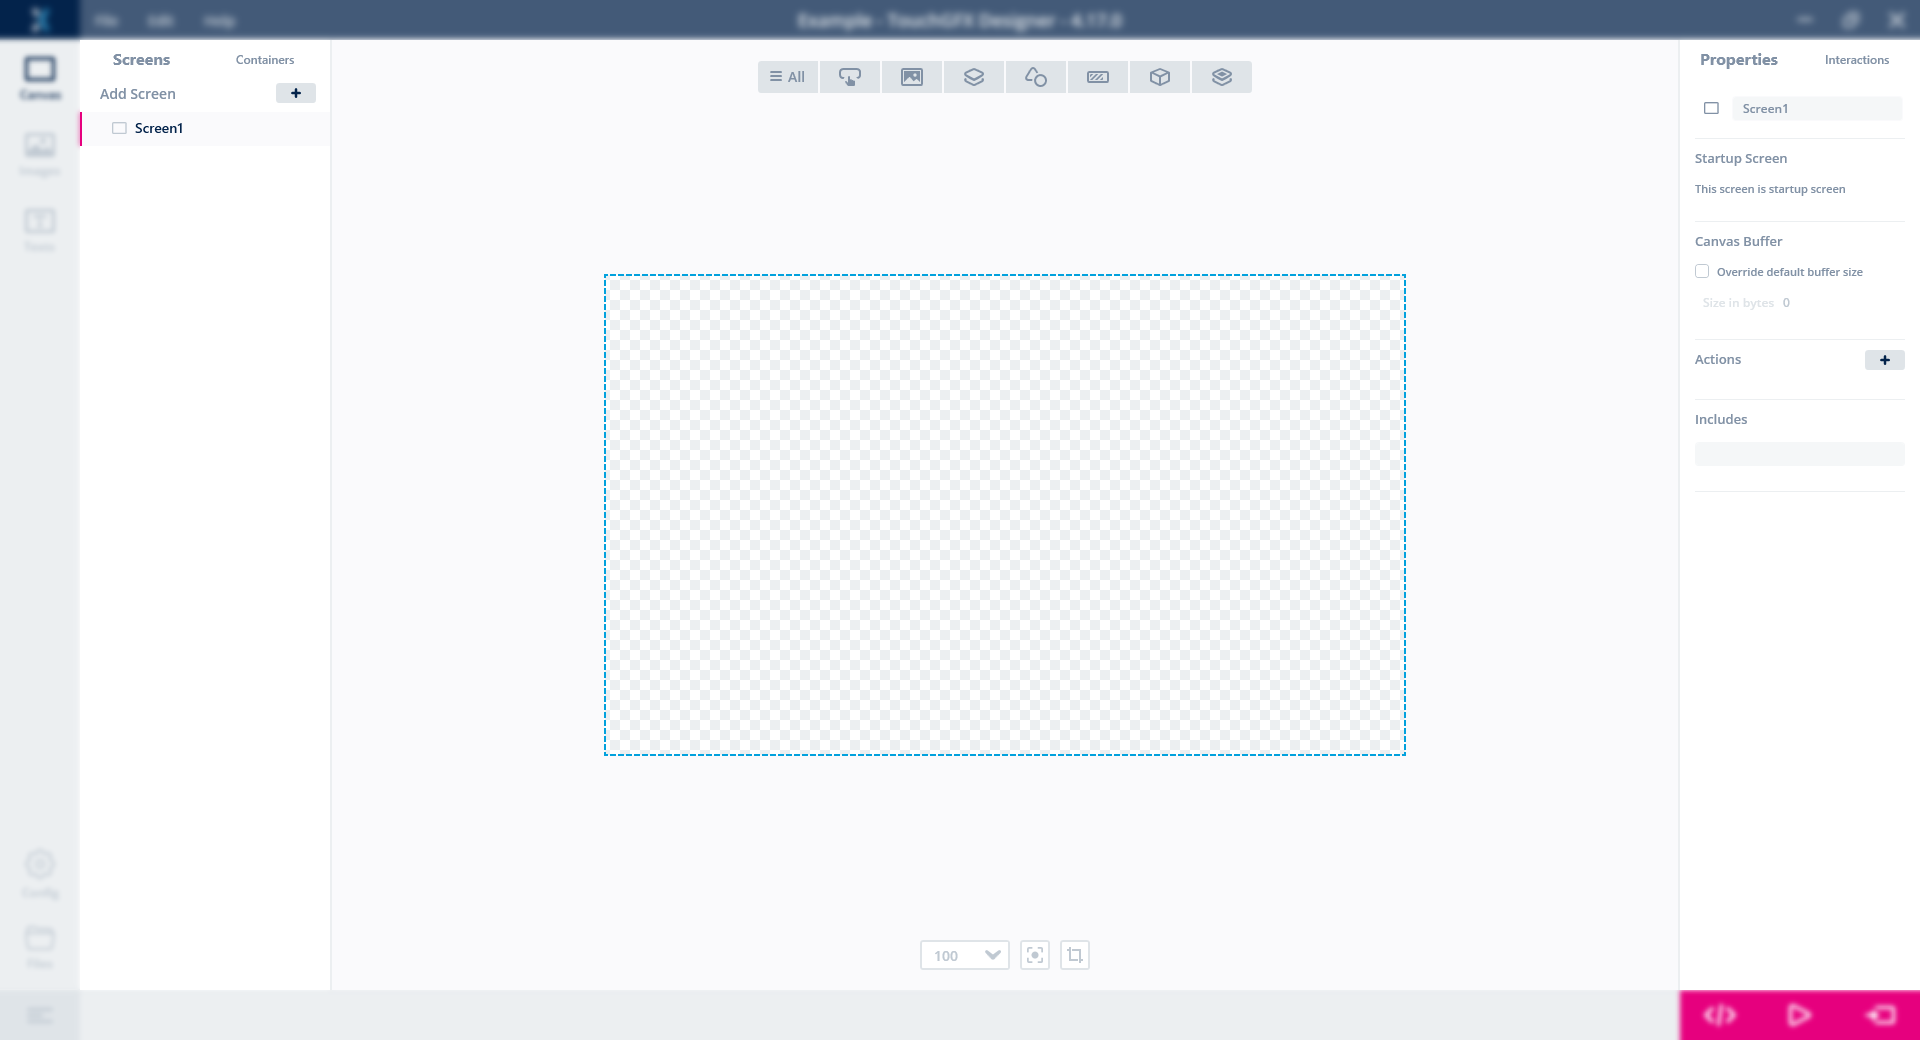 File Edit Help
Example - TouchGFX Designer - 4.17.0
Canvas
Images
Texts
Config
Files
Screens Containers
Add Screen
Screen1
All
100
Properties Interactions
Screen1
Startup Screen
This screen is startup screen
Canvas Buffer
Override default buffer size
Size in bytes 0
Actions
Includes